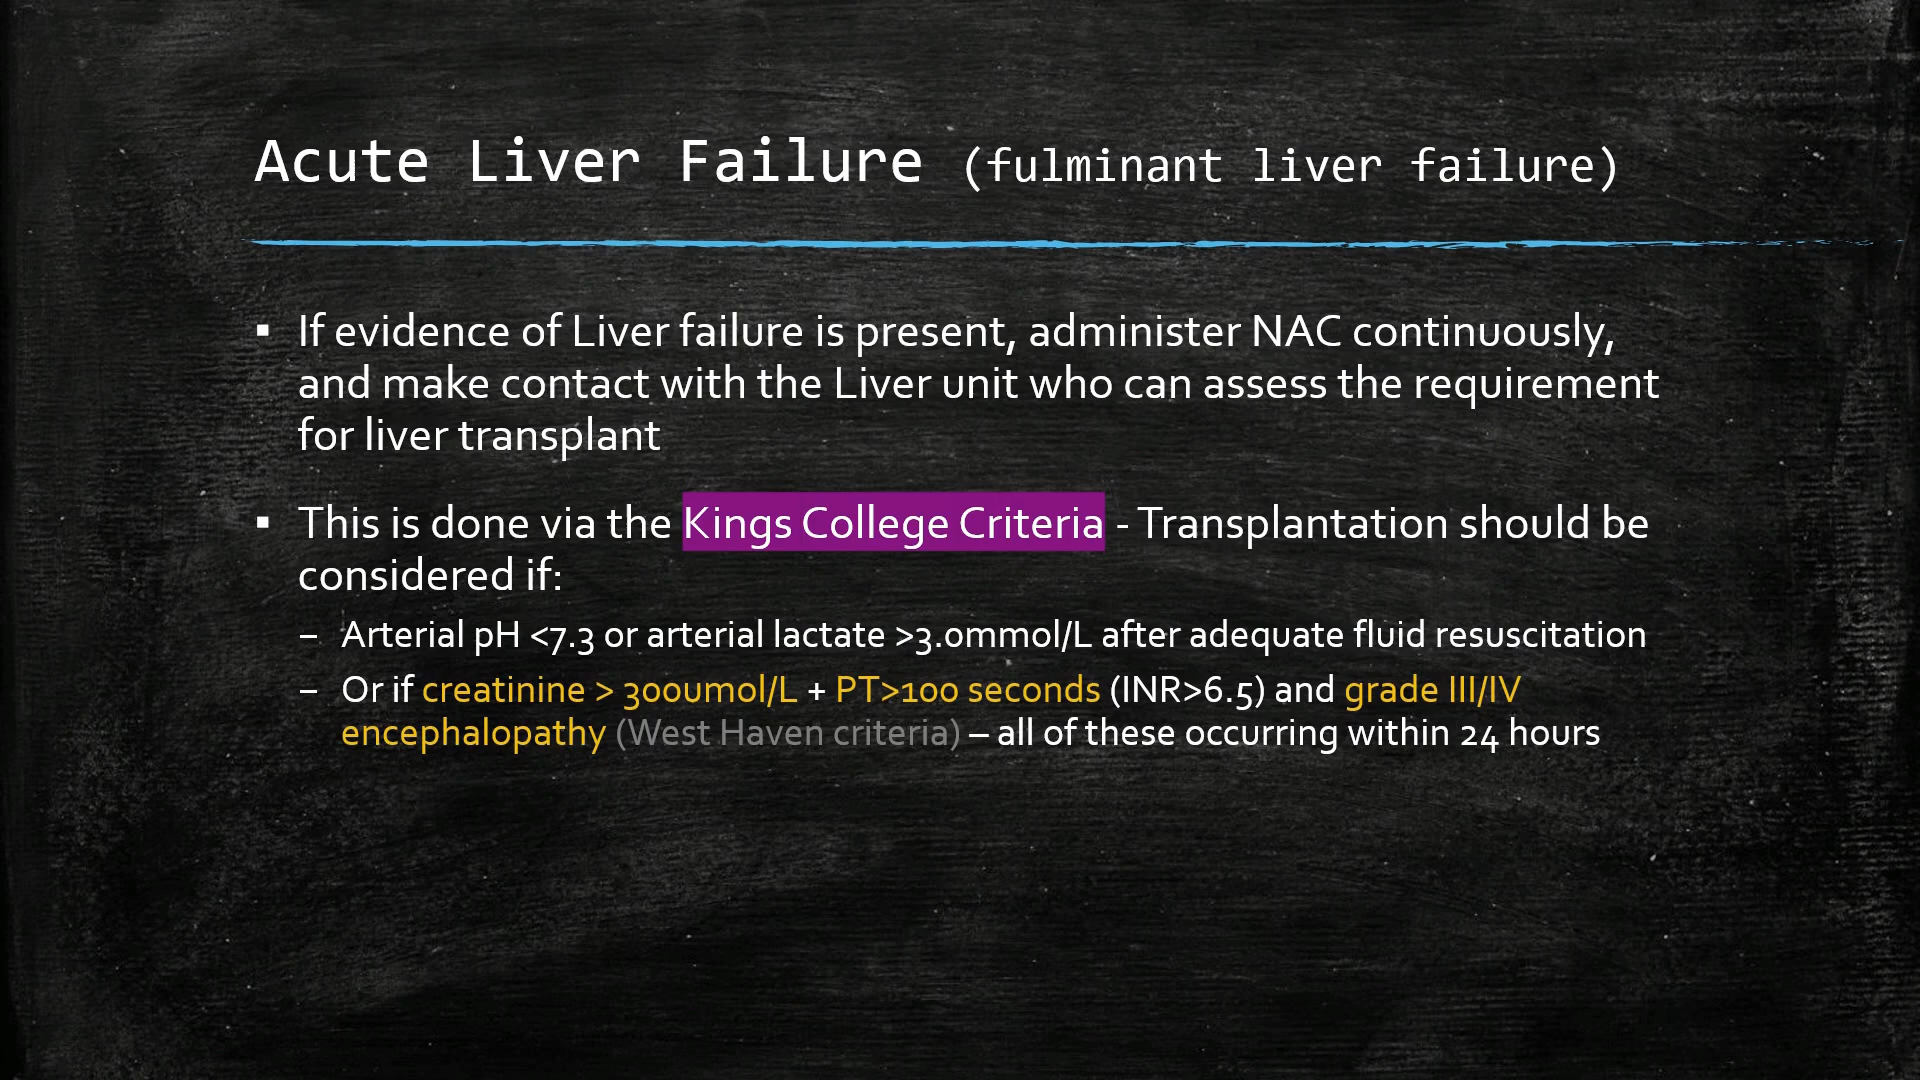 Acute Liver Failure (fulminant liver failure)
▪ If evidence of Liver failure is present, administer NAC continuously,
and make contact with the Liver unit who can assess the requirement
for liver transplant
▪ This is done via the Kings College Criteria - Transplantation should be
considered if:
– Arterial pH <7.3 or arterial lactate >3.0mmol/L after adequate fluid resuscitation
– Or if creatinine > 300umol/L + PT>100 seconds (INR>6.5) and grade III/IV
encephalopathy (West Haven criteria) – all of these occurring within 24 hours